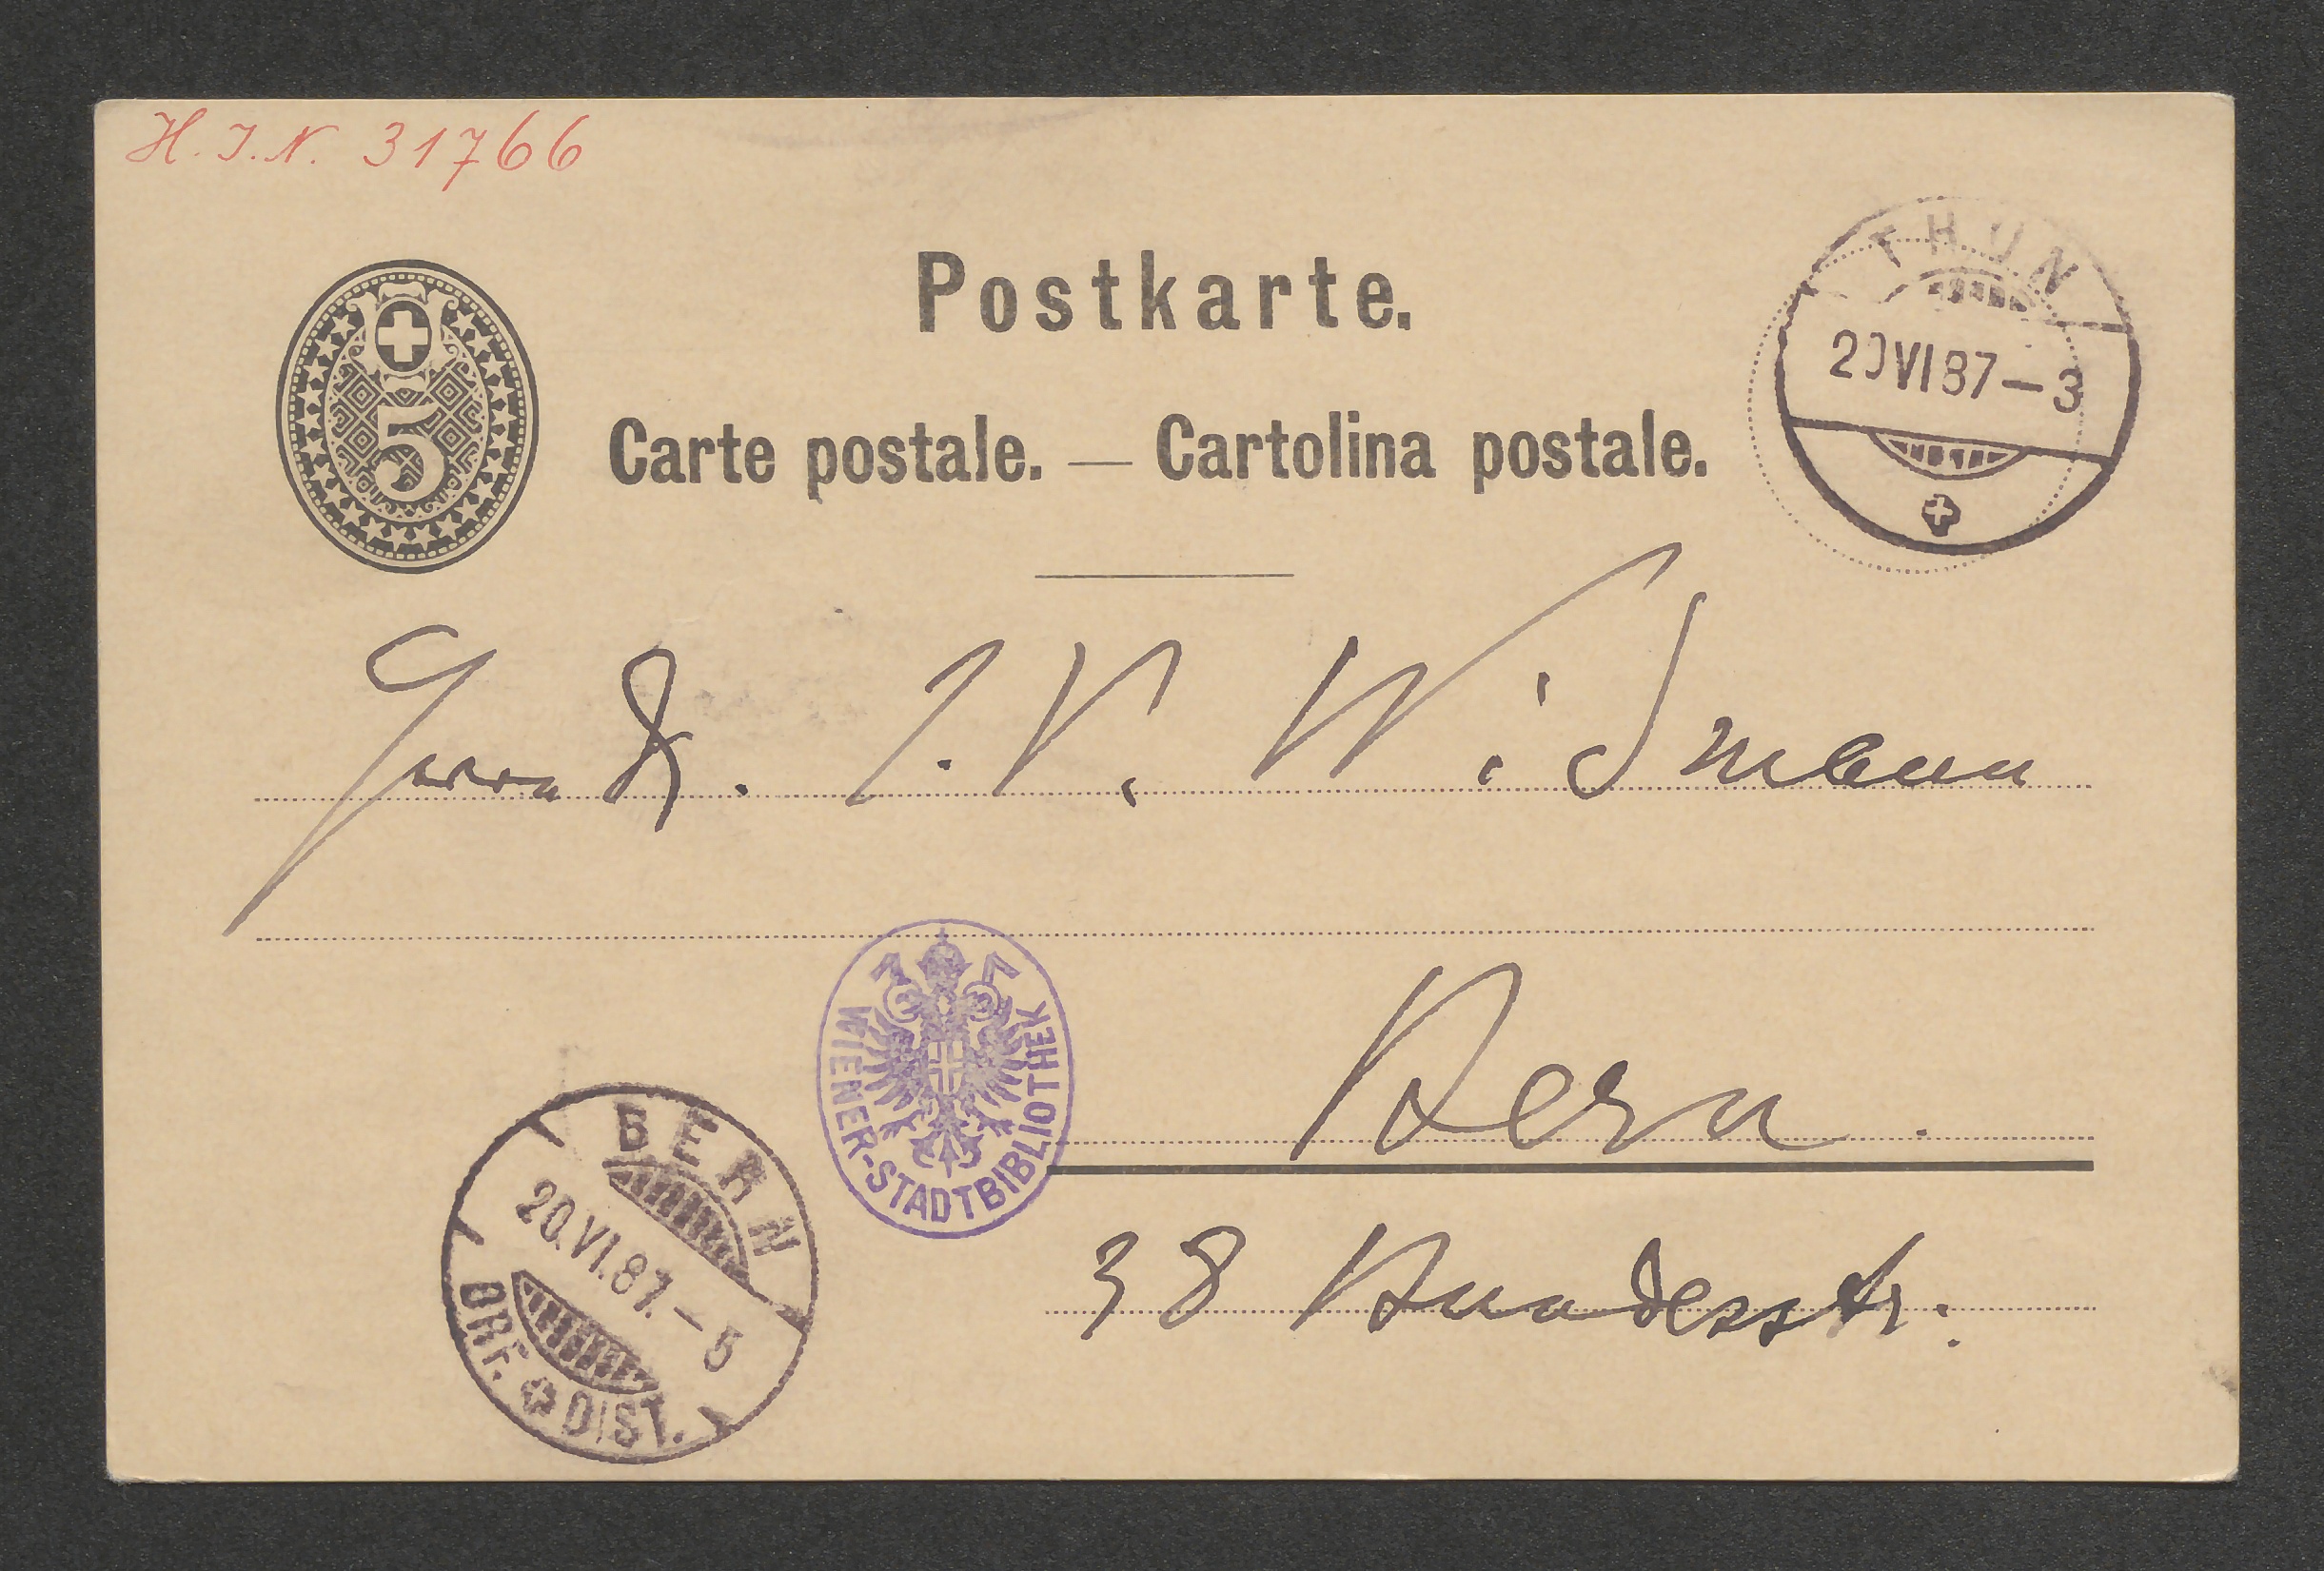 H. I. N. 31766
5
Postkarte.
Carte postale. — Cartolina postale.
THUN
20 VI 87 — 3
Herrn Dr. J. V. Widmann
WIENER-STADTBIBLIOTHEK
Bern.
38 Bundesstr.
BERN
20.VI.87. — 5
BRF. DIST.